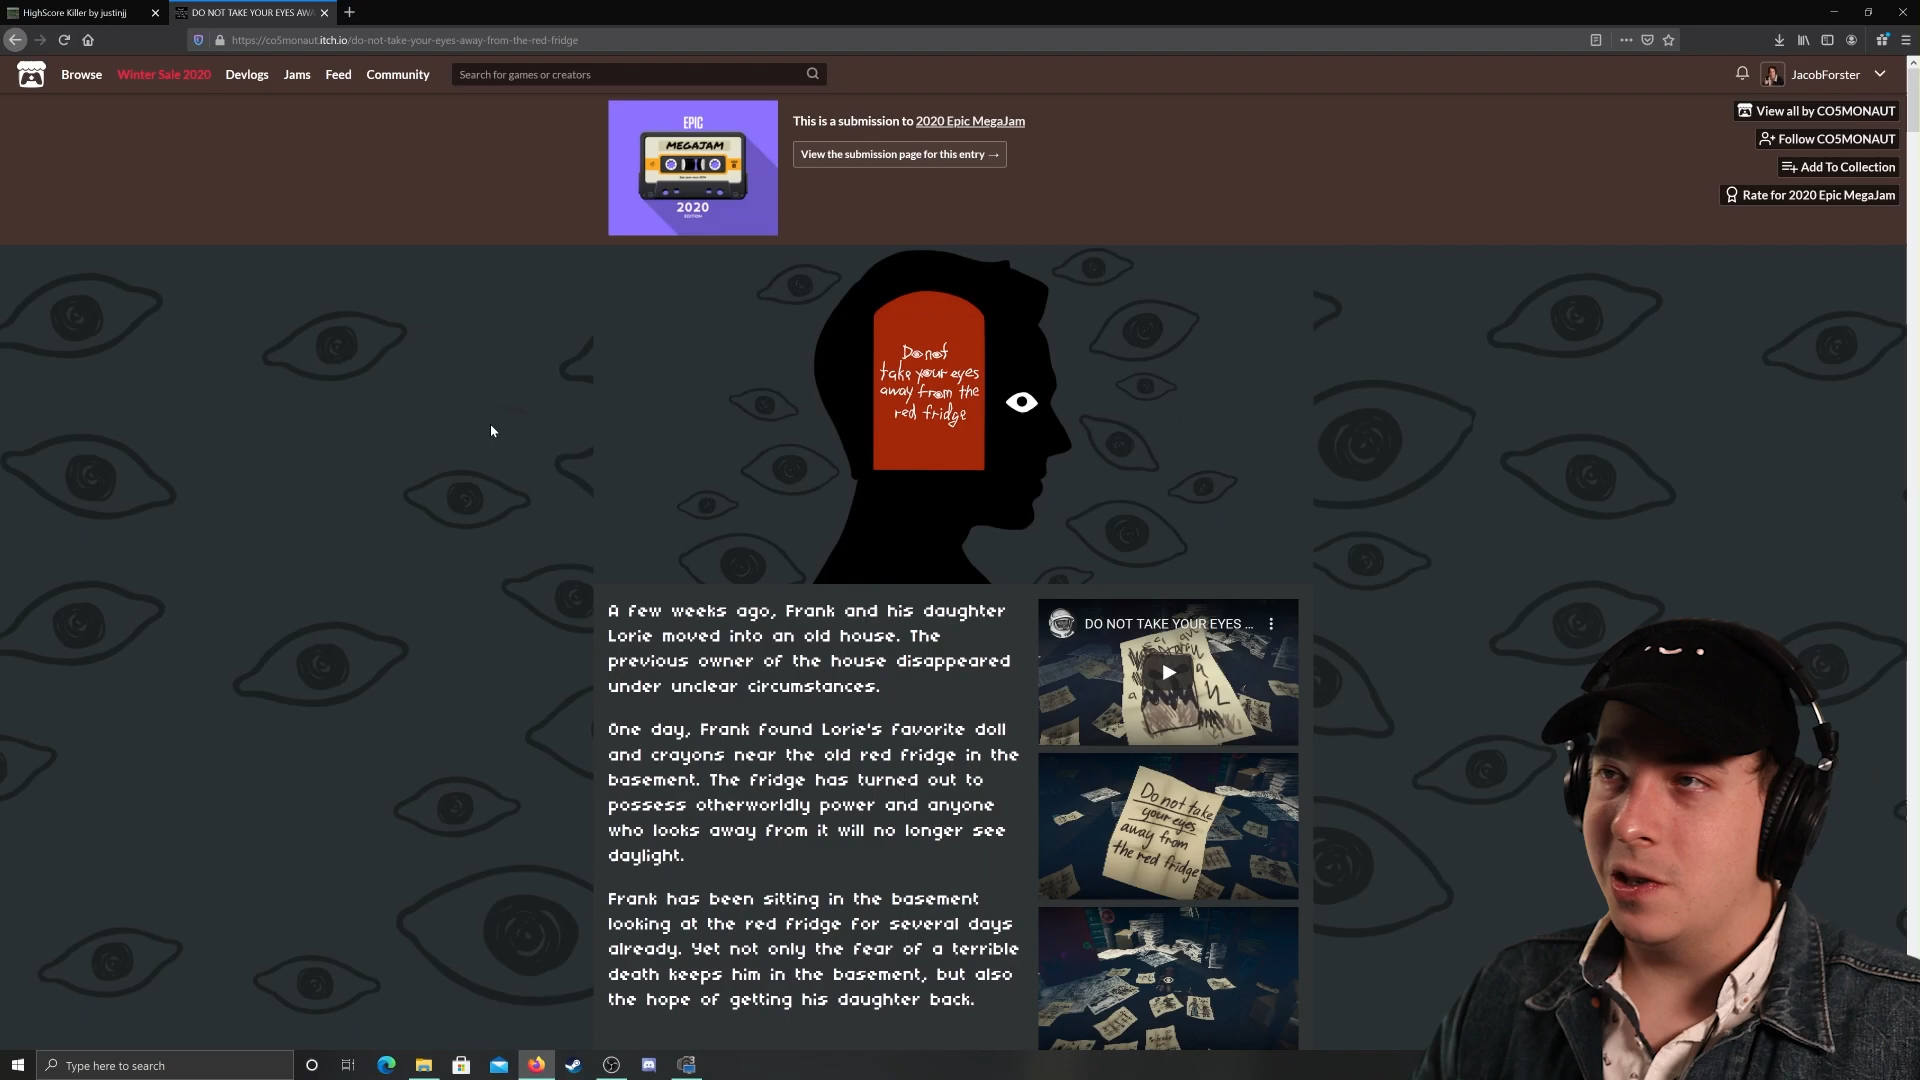 HighScore Killer by justinjj
DO NOT TAKE YOUR EYES AWA
https://co5monaut.itch.io/do-not-take-your-eyes-away-from-the-red-fridge
Browse
Winter Sale 2020
Devlogs
Jams
Feed
Community
Search for games or creators
JacobForster
EPIC
MEGAJAM
2020
EDITION
This is a submission to 2020 Epic MegaJam
View the submission page for this entry →
View all by CO5MONAUT
Follow CO5MONAUT
Add To Collection
Rate for 2020 Epic MegaJam
Do not
take your eyes
away from the
red fridge
A few weeks ago, Frank and his daughter
Lorie moved into an old house. The
previous owner of the house disappeared
under unclear circumstances.
One day, Frank found Lorie's favorite doll
and crayons near the old red fridge in the
basement. The fridge has turned out to
possess otherworldly power and anyone
who looks away from it will no longer see
daylight.
Frank has been sitting in the basement
looking at the red fridge for several days
already. Yet not only the fear of a terrible
death keeps him in the basement, but also
the hope of getting his daughter back.
DO NOT TAKE YOUR EYES ...
Do not take
your eyes
away from
the red fridge
Type here to search